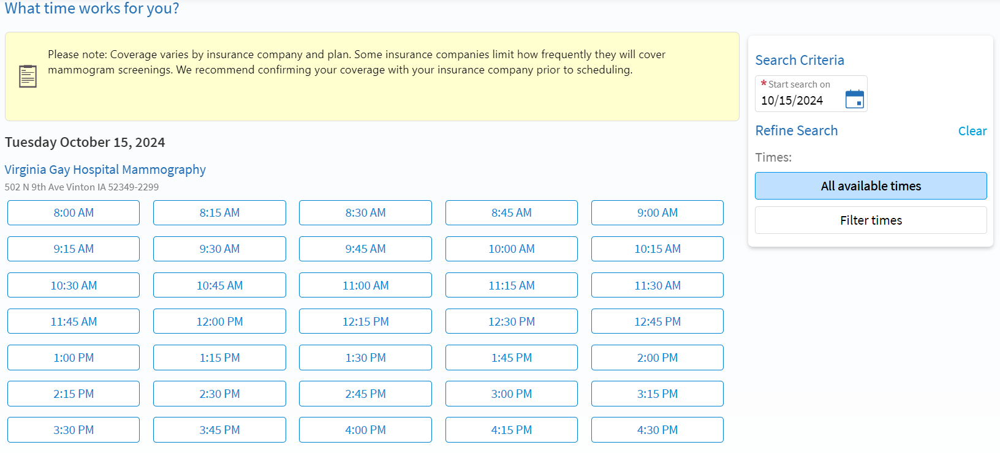 What time works for you?
Please note: Coverage varies by insurance company and plan. Some insurance companies limit how frequently they will cover
mammogram screenings. We recommend confirming your coverage with your insurance company prior to scheduling.
Tuesday October 15, 2024
Virginia Gay Hospital Mammography
502 N 9th Ave Vinton IA 52349-2299
8:00 AM 8:15 AM 8:30 AM 8:45 AM 9:00 AM
9:15 AM 9:30 AM 9:45 AM 10:00 AM 10:15 AM
10:30 AM 10:45 AM 11:00 AM 11:15 AM 11:30 AM
11:45 AM 12:00 PM 12:15 PM 12:30 PM 12:45 PM
1:00 PM 1:15 PM 1:30 PM 1:45 PM 2:00 PM
2:15 PM 2:30 PM 2:45 PM 3:00 PM 3:15 PM
3:30 PM 3:45 PM 4:00 PM 4:15 PM 4:30 PM
Search Criteria
* Start search on
10/15/2024
Refine Search Clear
Times:
All available times
Filter times